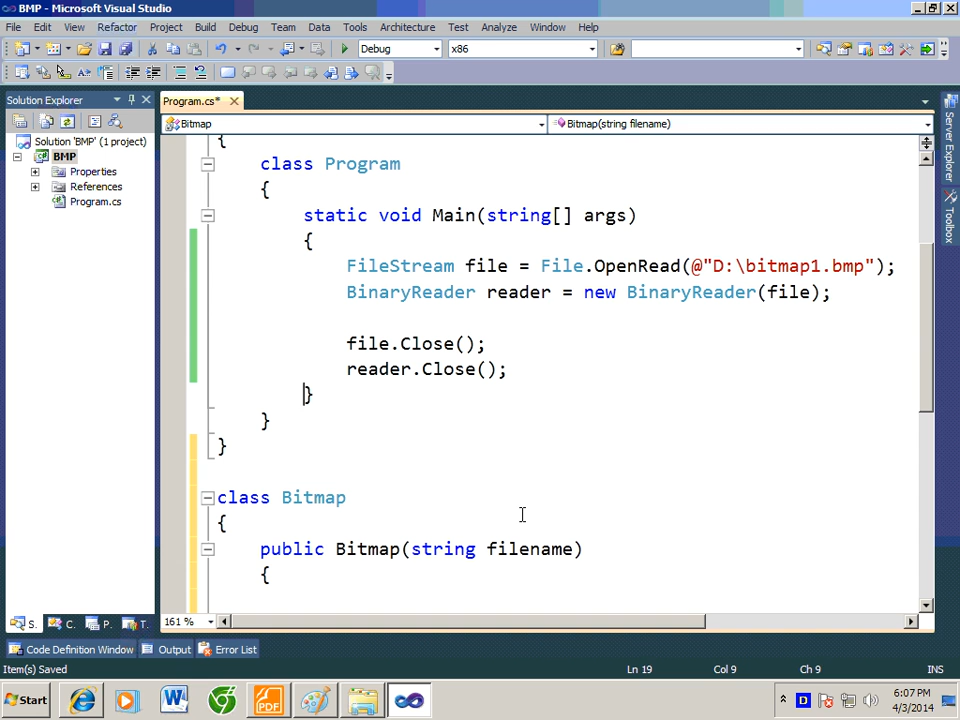 BMP - Microsoft Visual Studio
File Edit View Refactor Project Build Debug Team Data Tools Architecture Test Analyze Window Help
Debug x86
Solution Explorer
Program.cs*
Bitmap
Bitmap(string filename)
Solution 'BMP' (1 project)
BMP
Properties
References
Program.cs
{
class Program
{
static void Main(string[] args)
{
FileStream file = File.OpenRead(@"D:\bitmap1.bmp");
BinaryReader reader = new BinaryReader(file);
file.Close();
reader.Close();
}
}
}
class Bitmap
{
public Bitmap(string filename)
{
Server Explorer
Toolbox
S. C. P. T.
161 %
Code Definition Window Output Error List
Item(s) Saved Ln 19 Col 9 Ch 9 INS
Start
PDF
D
6:07 PM
4/3/2014